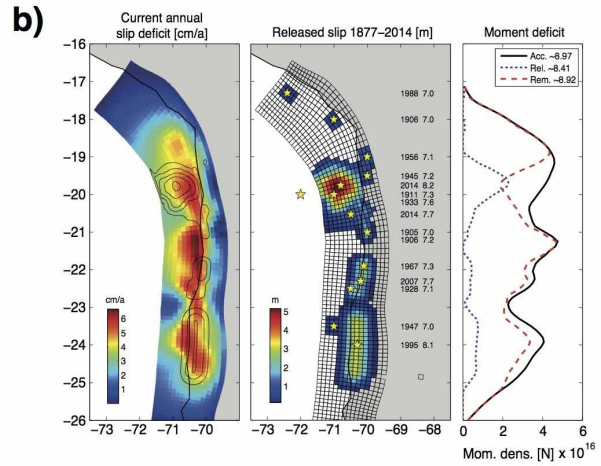 b)
Current annual
slip deficit [cm/a]
Released slip 1877−2014 [m]
Moment deficit
−16
−17
−18
−19
−20
−21
−22
−23
−24
−25
−26
cm/a
6
5
4
3
2
1
−73 −72 −71 −70
m
5
4
3
2
1
1988 7.0
1906 7.0
1956 7.1
1945 7.2
2014 8.2
1911 7.3
1933 7.6
2014 7.7
1905 7.0
1906 7.2
1967 7.3
2007 7.7
1928 7.1
1947 7.0
1995 8.1
−73 −72 −71 −70 −69 −68
Acc. ~8.97
Rel. ~8.41
Rem. ~8.92
0 2 4 6
Mom. dens. [N] x 10¹⁶